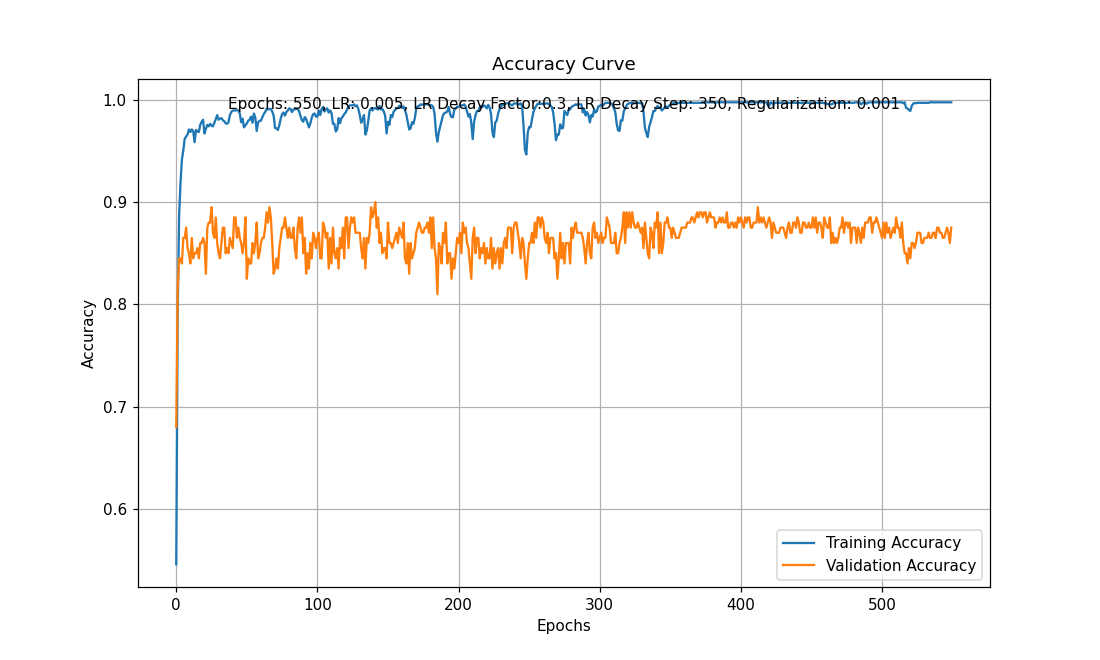 Accuracy Curve
Epochs: 550, LR: 0.005, LR Decay Factor 0.3, LR Decay Step: 350, Regularization: 0.001
1.0
0.9
0.8
0.7
0.6
Accuracy
Training Accuracy
Validation Accuracy
0 100 200 300 400 500
Epochs